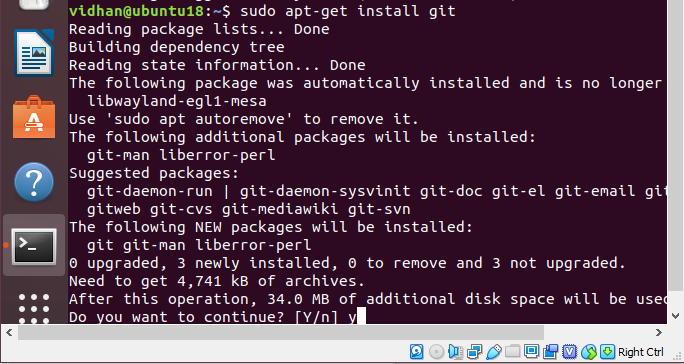 vidhan@ubuntu18:~$ sudo apt-get install git
Reading package lists... Done
Building dependency tree
Reading state information... Done
The following package was automatically installed and is no longer
libwayland-egl1-mesa
Use 'sudo apt autoremove' to remove it.
The following additional packages will be installed:
git-man liberror-perl
Suggested packages:
git-daemon-run | git-daemon-sysvinit git-doc git-el git-email git
gitweb git-cvs git-mediawiki git-svn
The following NEW packages will be installed:
git git-man liberror-perl
0 upgraded, 3 newly installed, 0 to remove and 3 not upgraded.
Need to get 4,741 kB of archives.
After this operation, 34.0 MB of additional disk space will be used
Do you want to continue? [Y/n] y
Right Ctrl